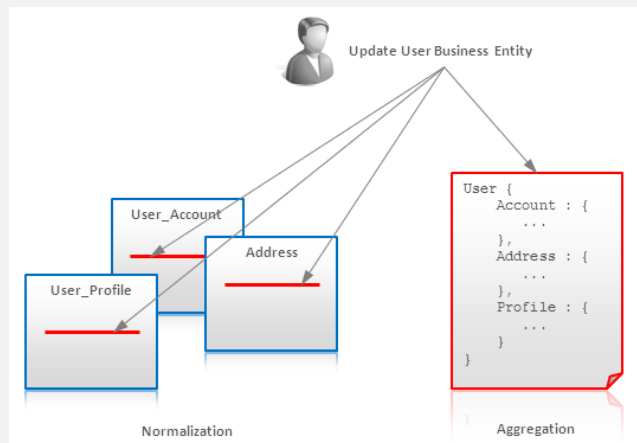 Update User Business Entity
User_Account
Address
User_Profile
User {
Account : {
...
},
Address : {
...
},
Profile : {
...
}
}
Normalization
Aggregation